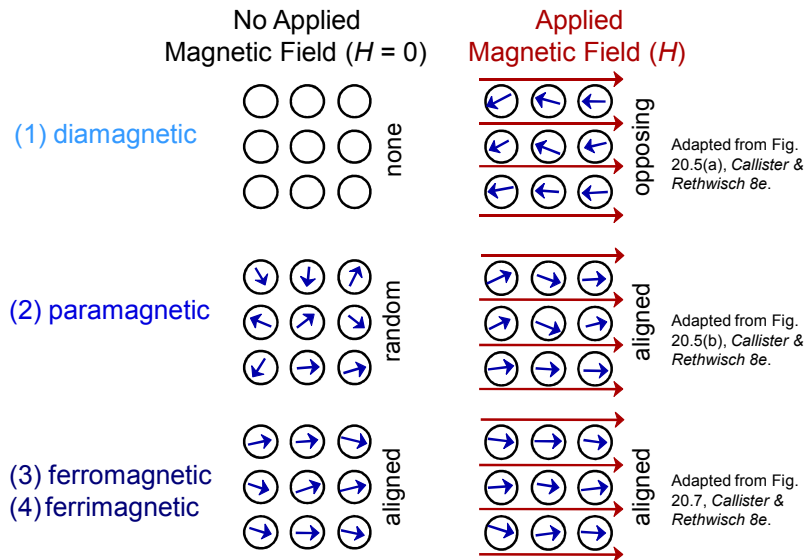 No Applied
Magnetic Field (H = 0)
Applied
Magnetic Field (H)
(1) diamagnetic
none
opposing
Adapted from Fig.
20.5(a), Callister &
Rethwisch 8e.
(2) paramagnetic
random
aligned
Adapted from Fig.
20.5(b), Callister &
Rethwisch 8e.
(3) ferromagnetic
(4) ferrimagnetic
aligned
aligned
Adapted from Fig.
20.7, Callister &
Rethwisch 8e.